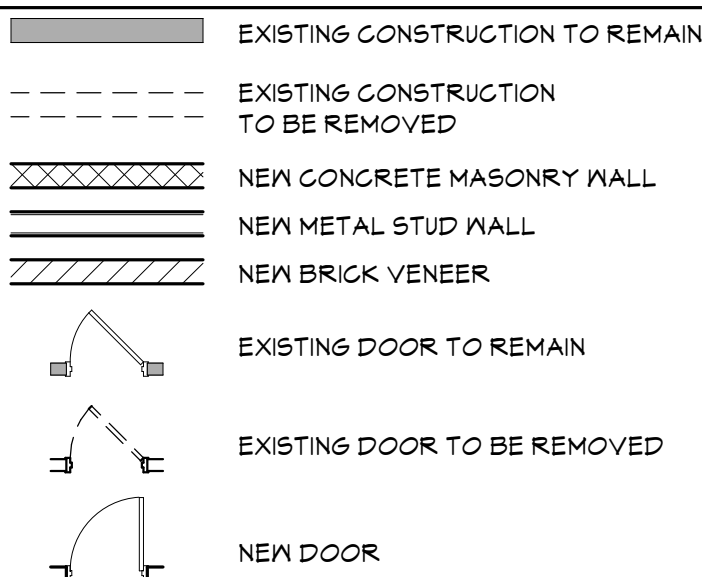 EXISTING CONSTRUCTION TO REMAIN
EXISTING CONSTRUCTION
TO BE REMOVED
NEW CONCRETE MASONRY WALL
NEW METAL STUD WALL
NEW BRICK VENEER
EXISTING DOOR TO REMAIN
EXISTING DOOR TO BE REMOVED
NEW DOOR